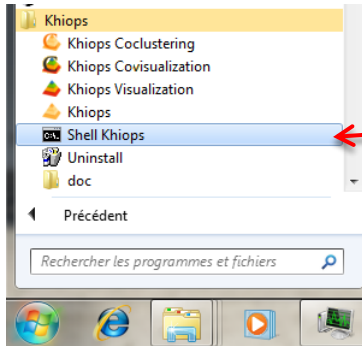 Khiops
Khiops Coclustering
Khiops Covisualization
Khiops Visualization
Khiops
Shell Khiops
Uninstall
doc
Précédent
Rechercher les programmes et fichiers